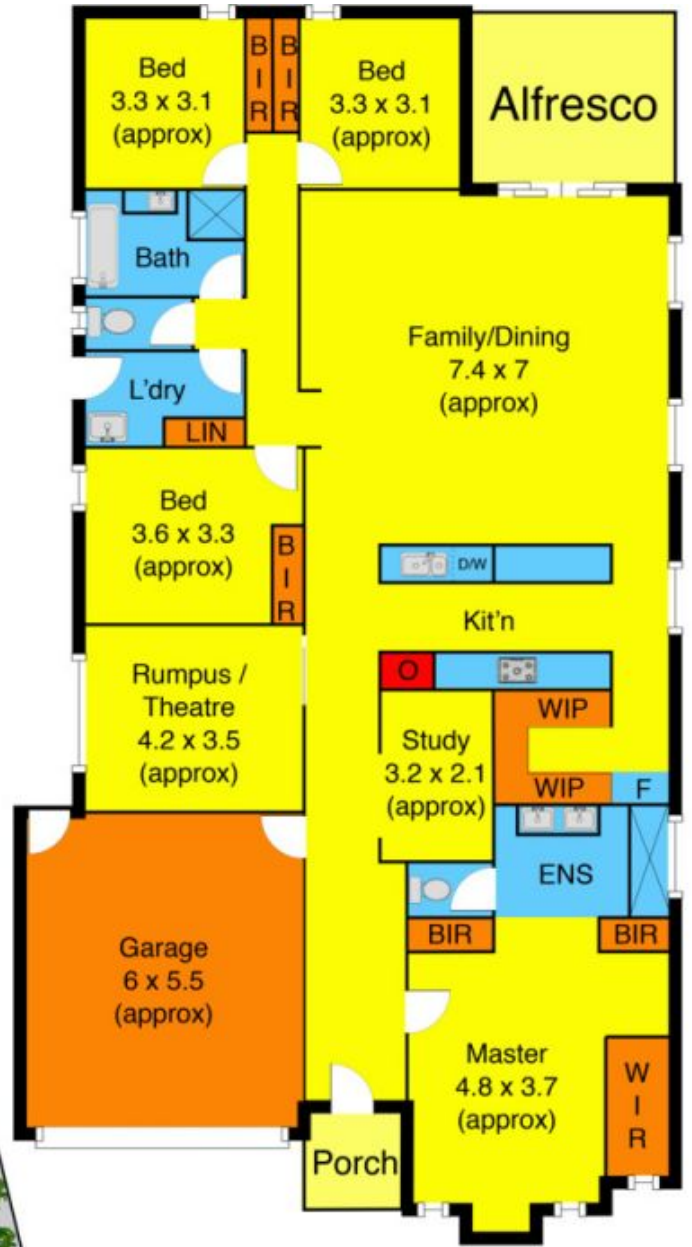 Bed
3.3 x 3.1
(approx)
B
I
R
B
I
R
Bed
3.3 x 3.1
(approx)
Alfresco
Bath
Family/Dining
7.4 x 7
(approx)
L'dry
LIN
Bed
3.6 x 3.3
(approx)
B
I
R
D/W
Kit'n
O
Rumpus /
Theatre
4.2 x 3.5
(approx)
Study
3.2 x 2.1
(approx)
WIP
WIP
F
ENS
BIR
BIR
Garage
6 x 5.5
(approx)
Master
4.8 x 3.7
(approx)
W
I
R
Porch